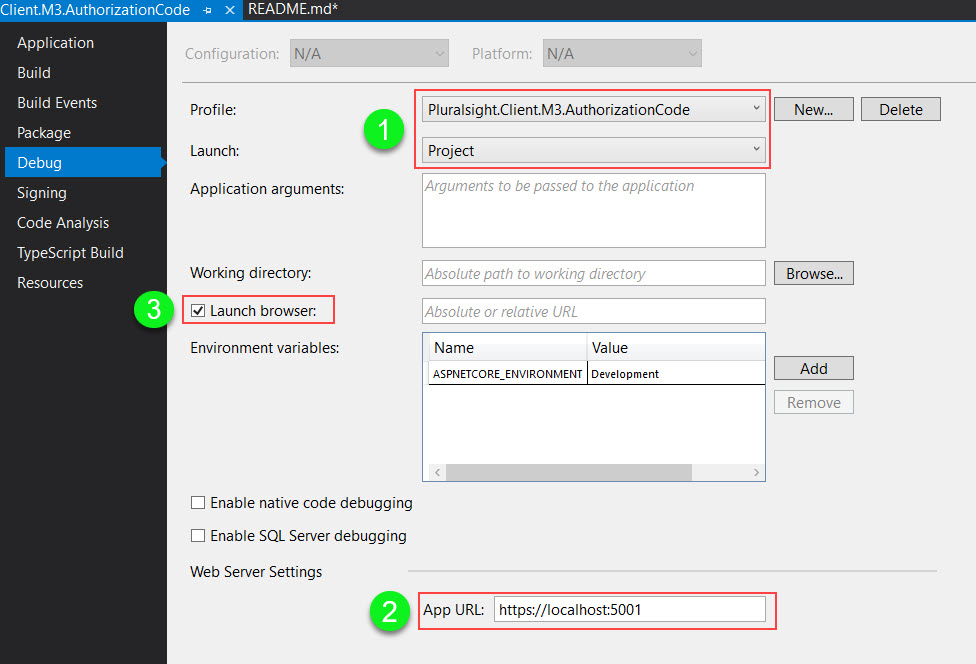 Client.M3.AuthorizationCode README.md*
Application
Build
Build Events
Package
Debug
Signing
Code Analysis
TypeScript Build
Resources
Configuration: N/A Platform: N/A
1
Profile: Pluralsight.Client.M3.AuthorizationCode New... Delete
Launch: Project
Application arguments: Arguments to be passed to the application
Working directory: Absolute path to working directory Browse...
3 Launch browser: Absolute or relative URL
Environment variables:
Name Value
ASPNETCORE_ENVIRONMENT Development
Add
Remove
Enable native code debugging
Enable SQL Server debugging
Web Server Settings
2 App URL: https://localhost:5001